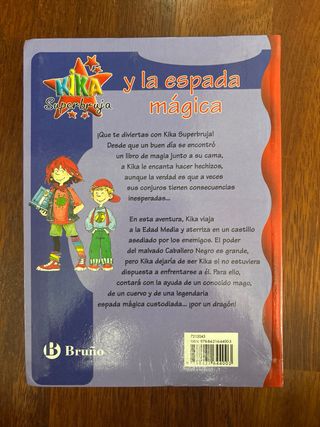 KIKA
Superbruja
y la espada
mágica
¡Que te diviertas con Kika Superbruja!
Desde que un buen día se encontró
un libro de magia junto a su cama,
a Kika le encanta hacer hechizos,
aunque la verdad es que a veces
sus conjuros tienen consecuencias
inesperadas...
En esta aventura, Kika viaja
a la Edad Media y aterriza en un castillo
asediado por los enemigos. El poder
del malvado Caballero Negro es grande,
pero Kika dejaría de ser Kika si no estuviera
dispuesta a enfrentarse a él. Para ello,
contará con la ayuda de un conocido mago,
de un cuervo y de una legendaria
espada mágica custodiada... ¡por un dragón!
Bruño